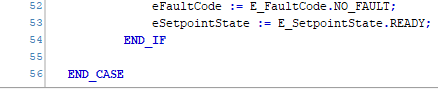 52 eFaultCode := E_FaultCode.NO_FAULT;
53 eSetpointState := E_SetpointState.READY;
54 END_IF
55
56 END_CASE